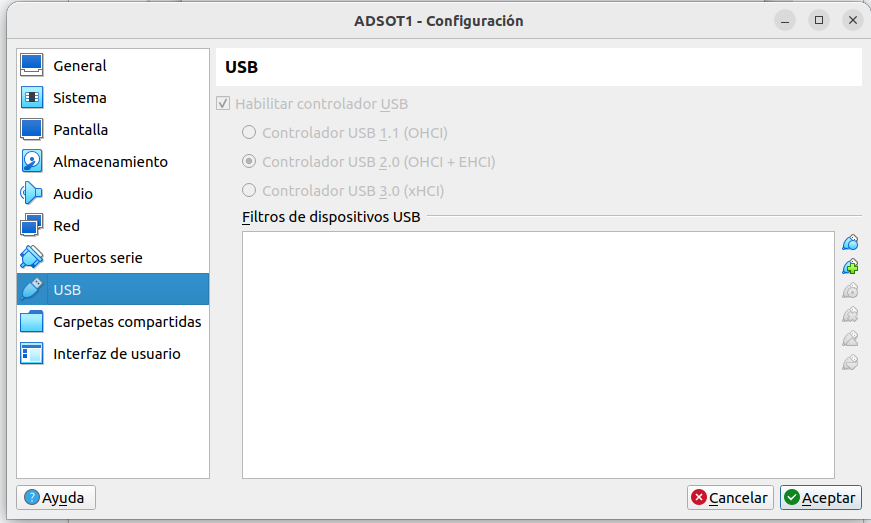 ADSOT1 - Configuración
General
Sistema
Pantalla
Almacenamiento
Audio
Red
Puertos serie
USB
Carpetas compartidas
Interfaz de usuario
USB
Habilitar controlador USB
Controlador USB 1.1 (OHCI)
Controlador USB 2.0 (OHCI + EHCI)
Controlador USB 3.0 (xHCI)
Filtros de dispositivos USB
Ayuda
Cancelar
Aceptar